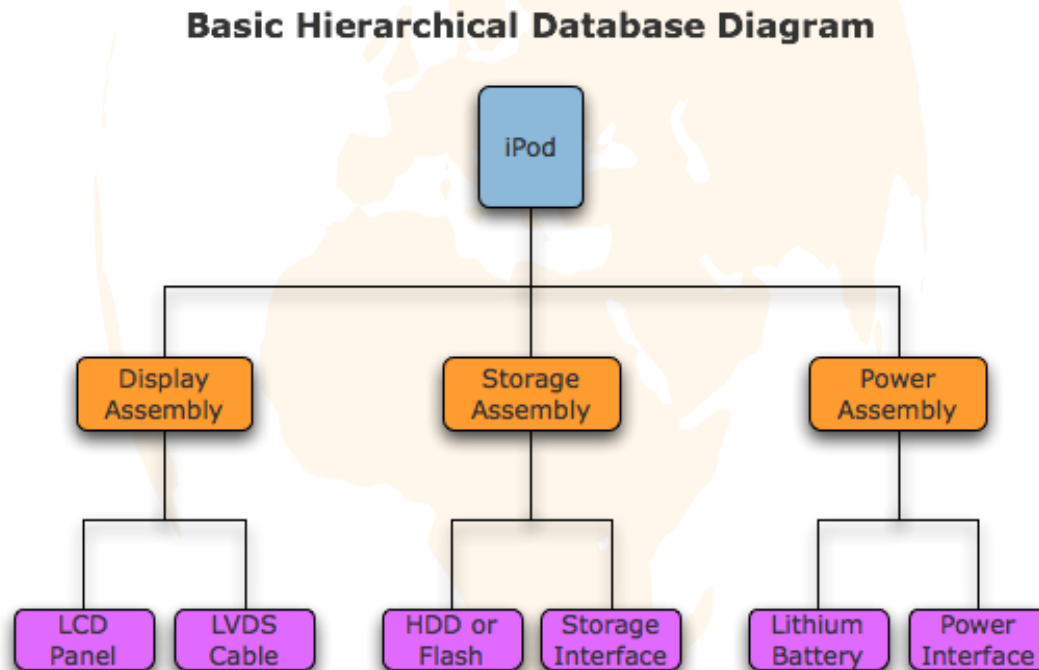 Basic Hierarchical Database Diagram
iPod
Display
Assembly
Storage
Assembly
Power
Assembly
LCD
Panel
LVDS
Cable
HDD or
Flash
Storage
Interface
Lithium
Battery
Power
Interface